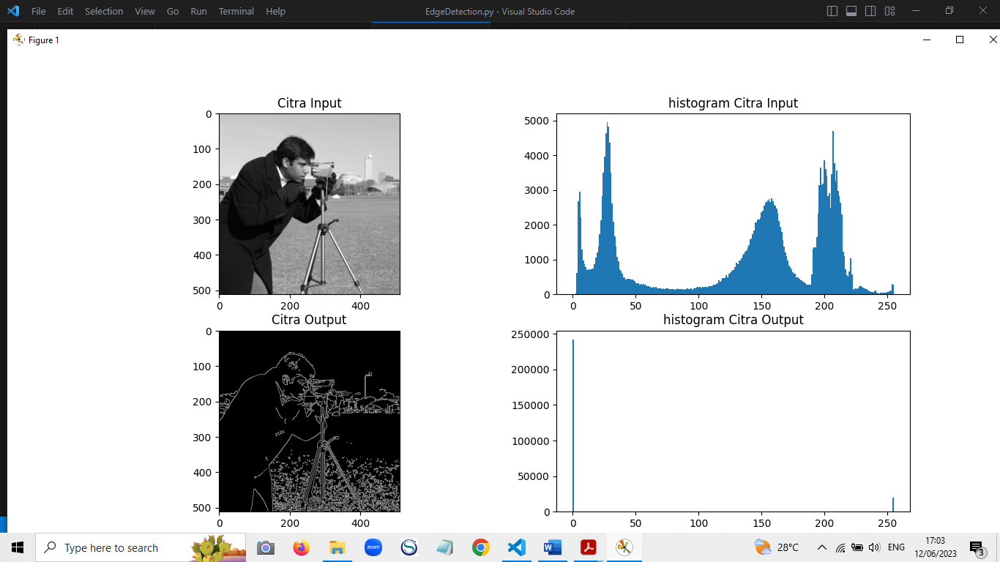 File Edit Selection View Go Run Terminal Help EdgeDetection.py - Visual Studio Code
Figure 1
Citra Input
0
100
200
300
400
500
0 200 400
histogram Citra Input
5000
4000
3000
2000
1000
0
0 50 100 150 200 250
Citra Output
0
100
200
300
400
500
0 200 400
histogram Citra Output
250000
200000
150000
100000
50000
0
0 50 100 150 200 250
Type here to search
zoom
S
W
28°C
ENG
17:03
12/06/2023
3